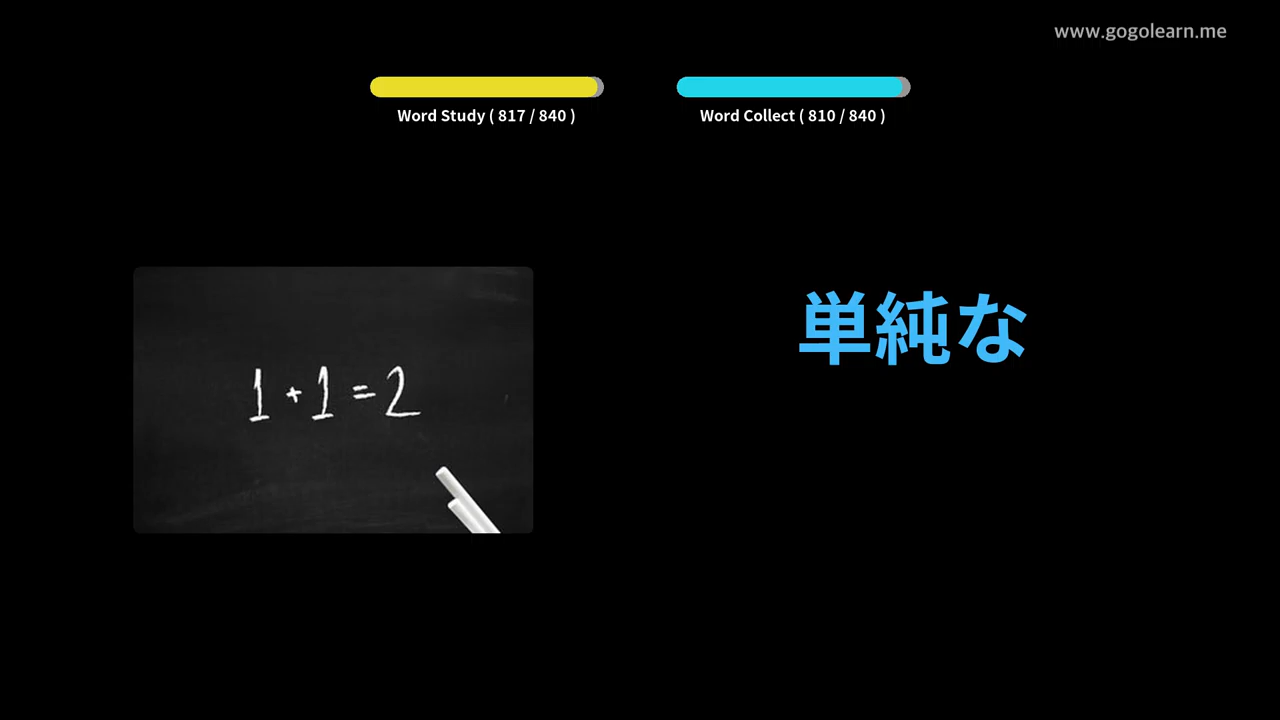 www.gogolearn.me
Word Study ( 817 / 840 )
Word Collect ( 810 / 840 )
単純な
1 + 1 = 2